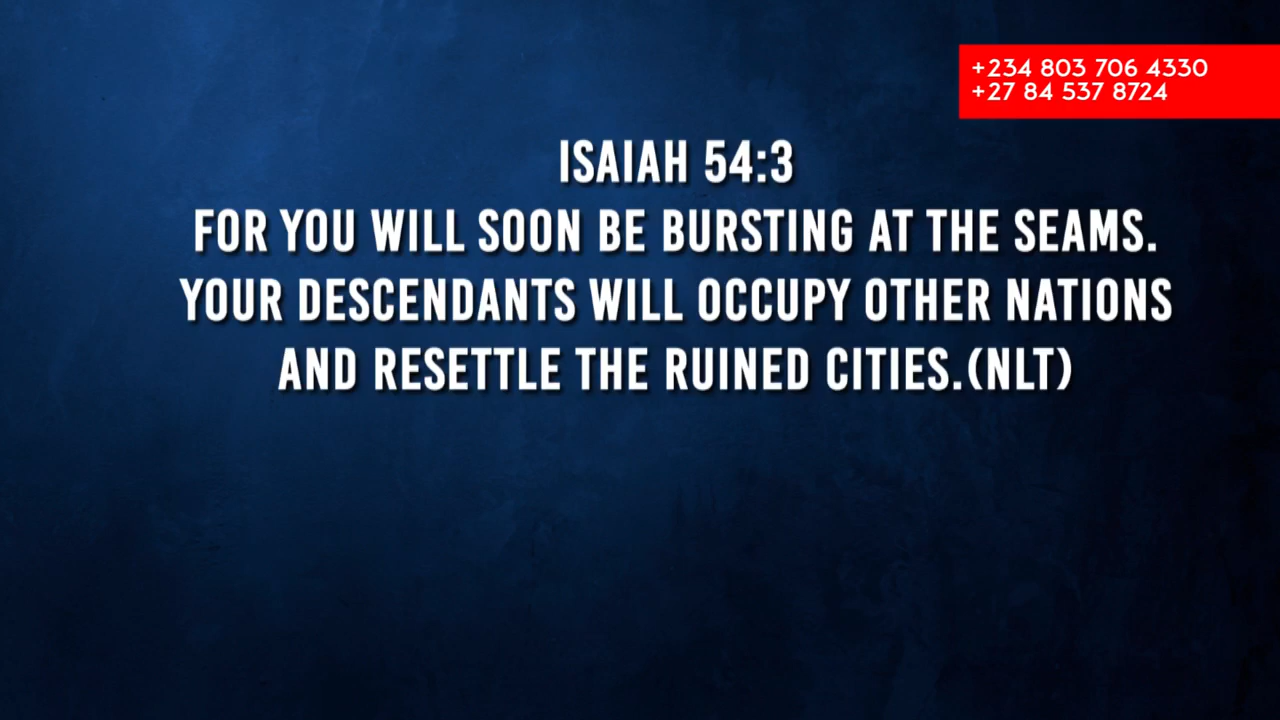 +234 803 706 4330
+27 84 537 8724
ISAIAH 54:3
FOR YOU WILL SOON BE BURSTING AT THE SEAMS.
YOUR DESCENDANTS WILL OCCUPY OTHER NATIONS
AND RESETTLE THE RUINED CITIES.(NLT)